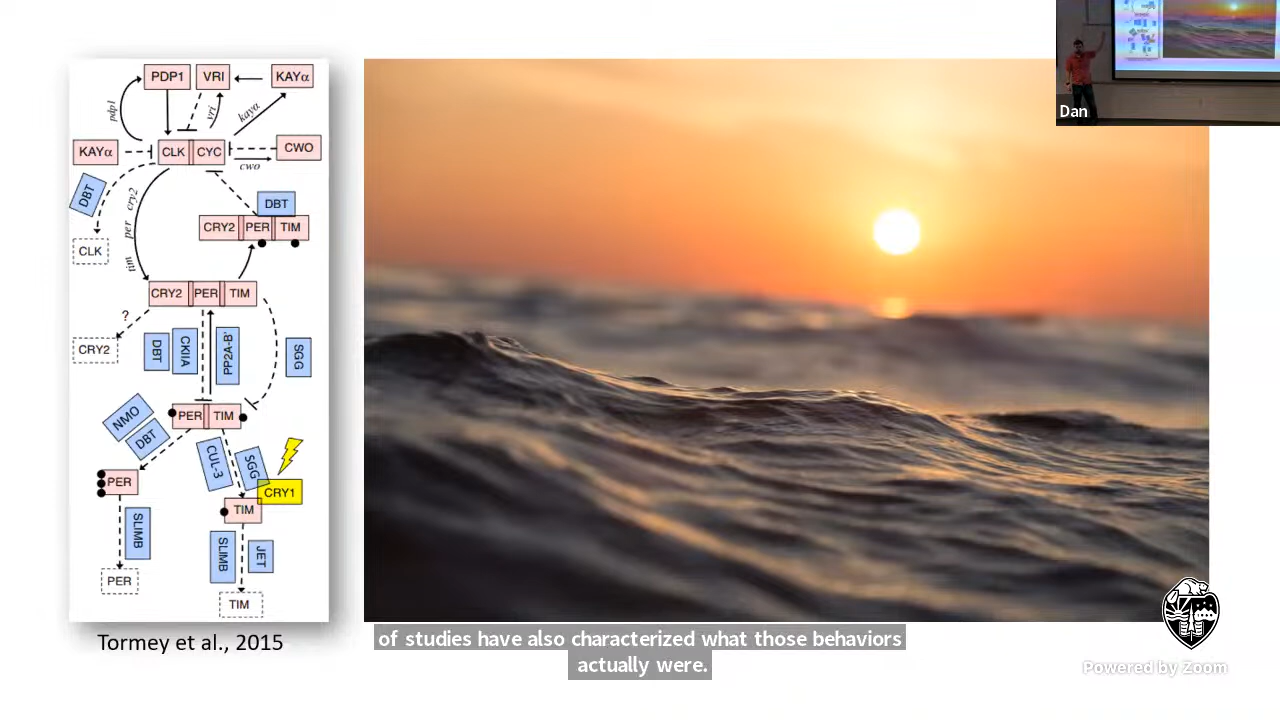 PDP1
VRI
KAYα
pdp1
vri
kayα
KAYα
CLK
CYC
CWO
cwo
DBT
DBT
CRY2
PER
TIM
CLK
tim per cry2
CRY2
PER
TIM
?
CRY2
DBT
CKIIA
PP2A-B'
SGG
NMO
DBT
PER
TIM
CUL-3
SGG
CRY1
PER
TIM
SLIMB
SLIMB
JET
PER
TIM
Tormey et al., 2015
Dan
of studies have also characterized what those behaviors
actually were.
Powered by Zoom